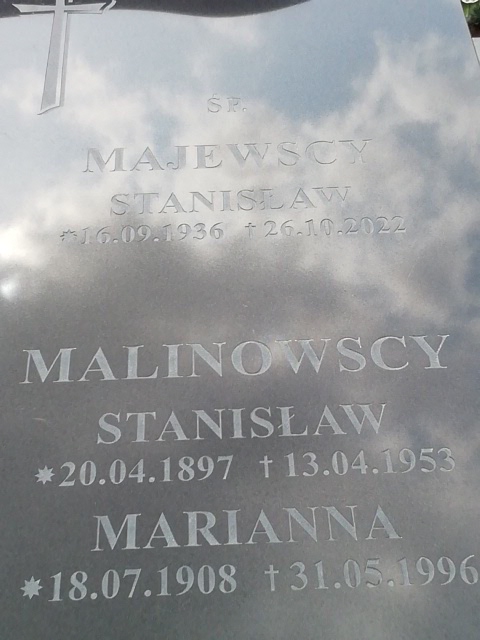 ŚP.
MAJEWSCY
STANISŁAW
*16.09.1936 †26.10.2022
MALINOWSCY
STANISŁAW
*20.04.1897 †13.04.1953
MARIANNA
*18.07.1908 †31.05.1996